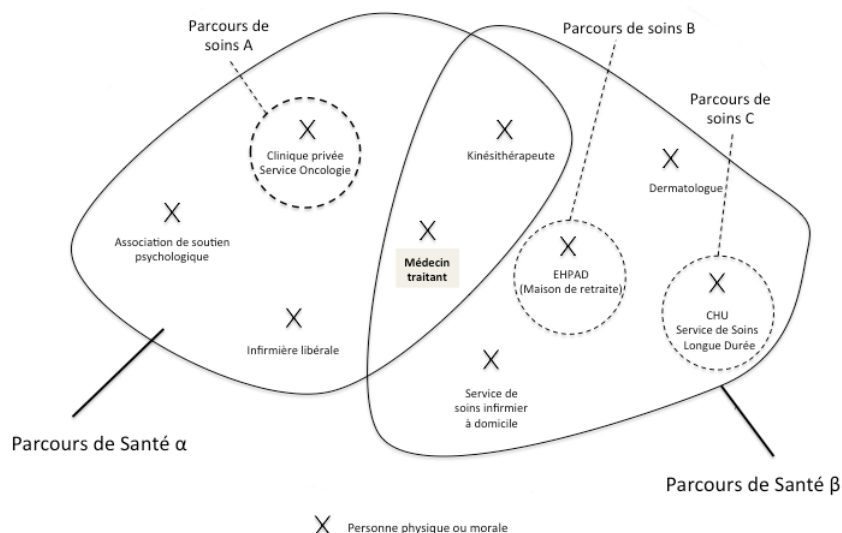 Parcours de
soins A
Parcours de soins B
Parcours de
soins C
Clinique privée
Service Oncologie
Kinésithérapeute
Dermatologue
Association de soutien
psychologique
Médecin
traitant
EHPAD
(Maison de retraite)
CHU
Service de Soins
Longue Durée
Infirmière libérale
Service de
soins infirmier
à domicile
Parcours de Santé α
Parcours de Santé β
X Personne physique ou morale